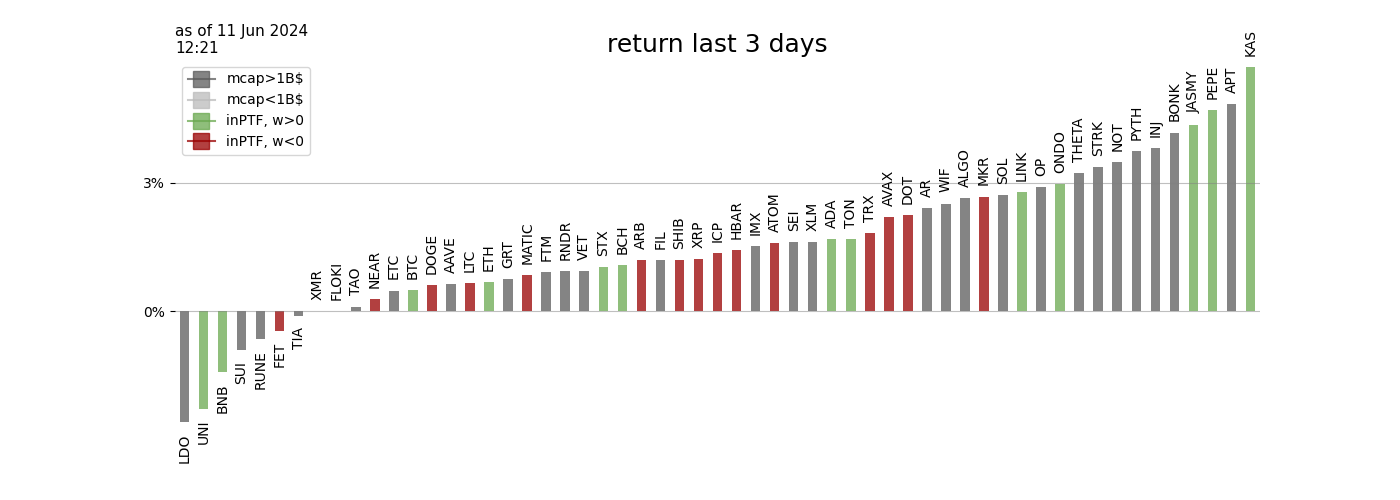 as of 11 Jun 2024
12:21
return last 3 days
mcap>1B$
mcap<1B$
inPTF, w>0
inPTF, w<0
3%
0%
LDO
UNI
BNB
SUI
RUNE
FET
TIA
XMR
FLOKI
TAO
NEAR
ETC
BTC
DOGE
AAVE
LTC
ETH
GRT
MATIC
FTM
RNDR
VET
STX
BCH
ARB
FIL
SHIB
XRP
ICP
HBAR
IMX
ATOM
SEI
XLM
ADA
TON
TRX
AVAX
DOT
AR
WIF
ALGO
MKR
SOL
LINK
OP
ONDO
THETA
STRK
NOT
PYTH
INJ
BONK
JASMY
PEPE
APT
KAS